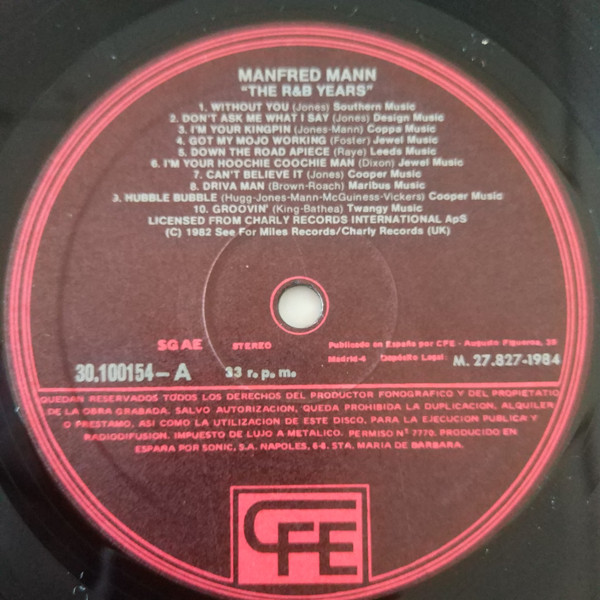 MANFRED MANN
"THE R&B YEARS"
1. WITHOUT YOU (Jones) Southern Music
2. DON'T ASK ME WHAT I SAY (Jones) Design Music
3. I'M YOUR KINGPIN (Jones-Mann) Coppa Music
4. GOT MY MOJO WORKING (Foster) Jewel Music
5. DOWN THE ROAD APIECE (Raye) Leeds Music
6. I'M YOUR HOOCHIE COOCHIE MAN (Dixon) Jewel Music
7. CAN'T BELIEVE IT (Jones) Cooper Music
8. DRIVA MAN (Brown-Roach) Maribus Music
9. HUBBLE BUBBLE (Hugg-Jones-Mann-McGuiness-Vickers) Cooper Music
10. GROOVIN' (King-Bathea) Twangy Music
LICENSED FROM CHARLY RECORDS INTERNATIONAL ApS
(C) 1982 See For Miles Records/Charly Records (UK)
SGAE STEREO Publicado en España por CFE - Augusto Figueroa, 39
30.100154-A 33 r.p.m. Madrid-4 Depósito Legal: M. 27.827-1984
QUEDAN RESERVADOS TODOS LOS DERECHOS DEL PRODUCTOR FONOGRAFICO Y DEL PROPIETATIO
DE LA OBRA GRABADA. SALVO AUTORIZACION, QUEDA PROHIBIDA LA DUPLICACION, ALQUILER
O PRESTAMO, ASI COMO LA UTILIZACION DE ESTE DISCO, PARA LA EJECUCION PUBLICA Y
RADIODIFUSION. IMPUESTO DE LUJO A METALICO. PERMISO Nº 7770. PRODUCIDO EN
ESPAÑA POR SONIC, S.A. NAPOLES, 6-8. STA. MARIA DE BARBARA.
CFE